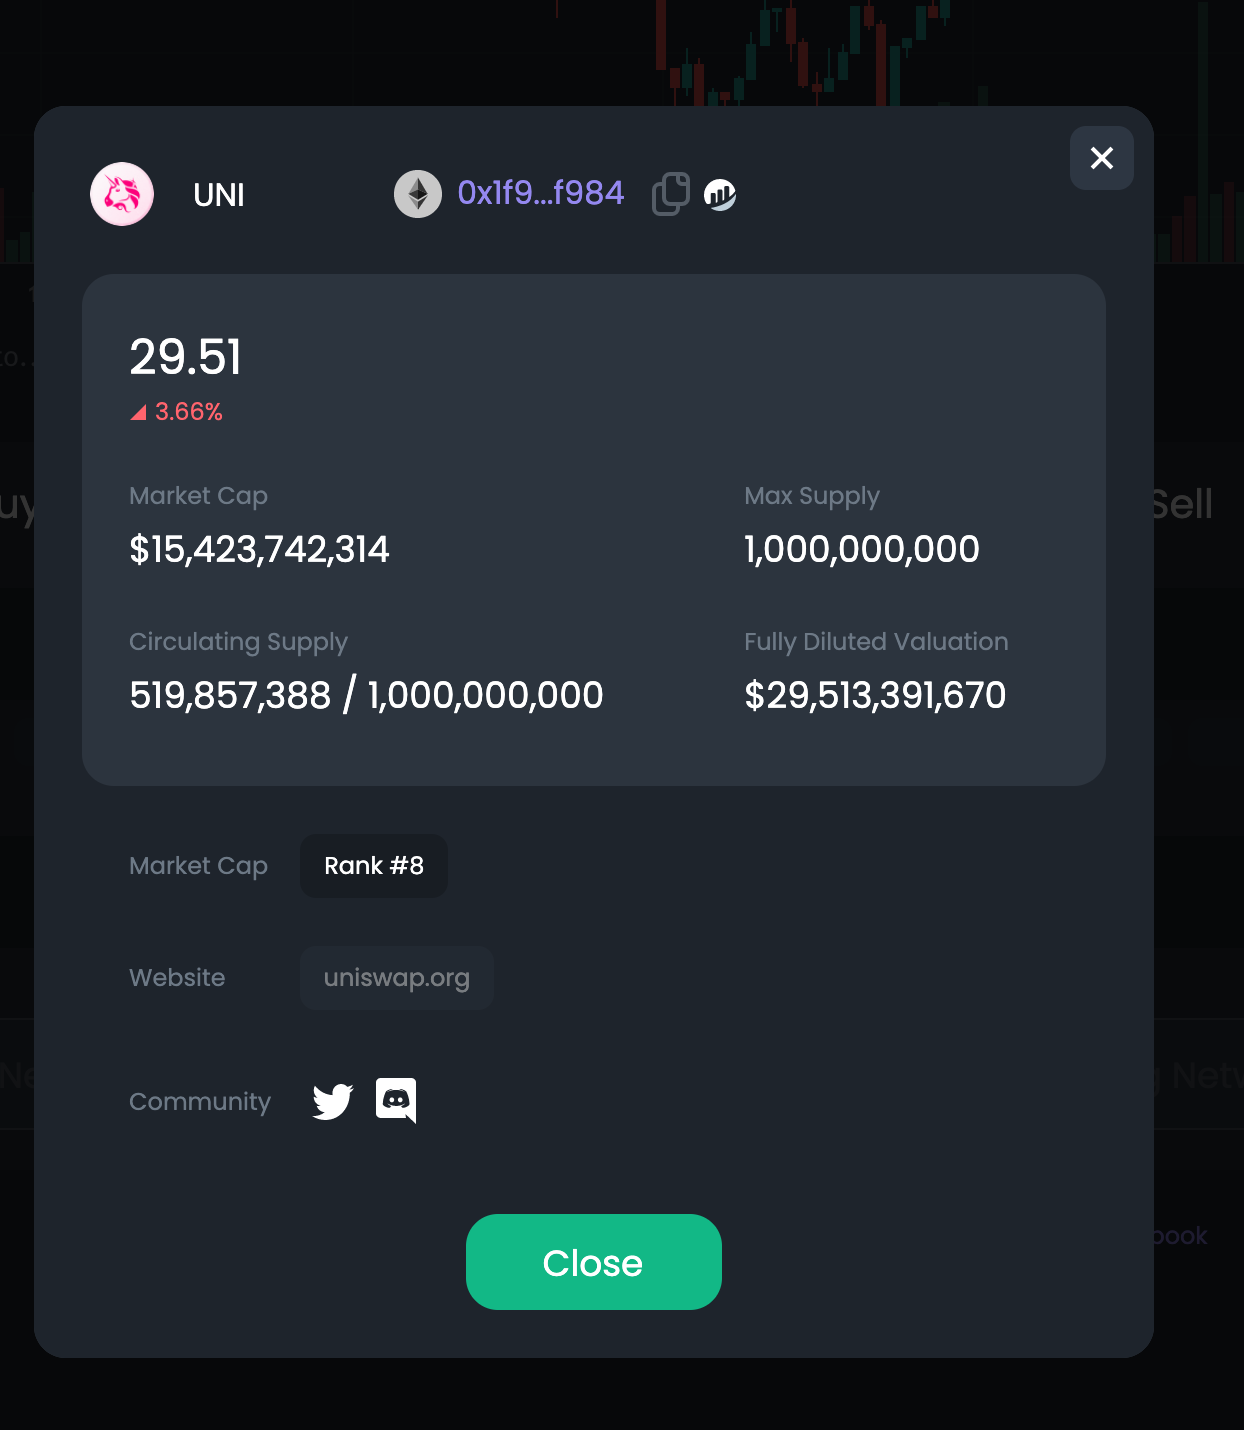 UNI
0x1f9...f984
29.51
3.66%
Market Cap
Max Supply
$15,423,742,314
1,000,000,000
Circulating Supply
Fully Diluted Valuation
519,857,388 / 1,000,000,000
$29,513,391,670
Sell
Market Cap
Rank #8
Website
uniswap.org
Community
book
Close